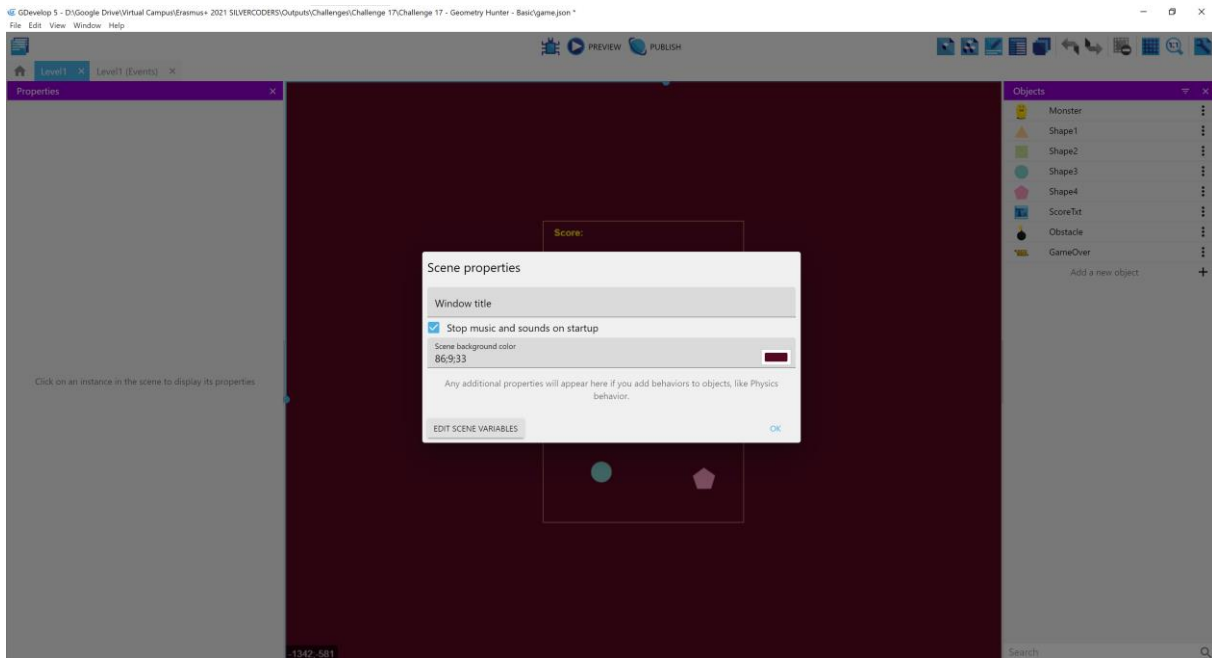 GDevelop 5 - D:\Google Drive\Virtual Campus\Erasmus+ 2021 SILVERCODERS\Outputs\Challenges\Challenge 17\Challenge 17 - Geometry Hunter - Basic\game.json *
File Edit View Window Help
PREVIEW PUBLISH
Level1 Level1 (Events)
Properties
Click on an instance in the scene to display its properties
Score:
Scene properties
Window title
Stop music and sounds on startup
Scene background color
86;9;33
Any additional properties will appear here if you add behaviors to objects, like Physics
behavior.
EDIT SCENE VARIABLES OK
-1342;-581
Objects
Monster
Shape1
Shape2
Shape3
Shape4
ScoreTxt
Obstacle
GameOver
Add a new object
Search